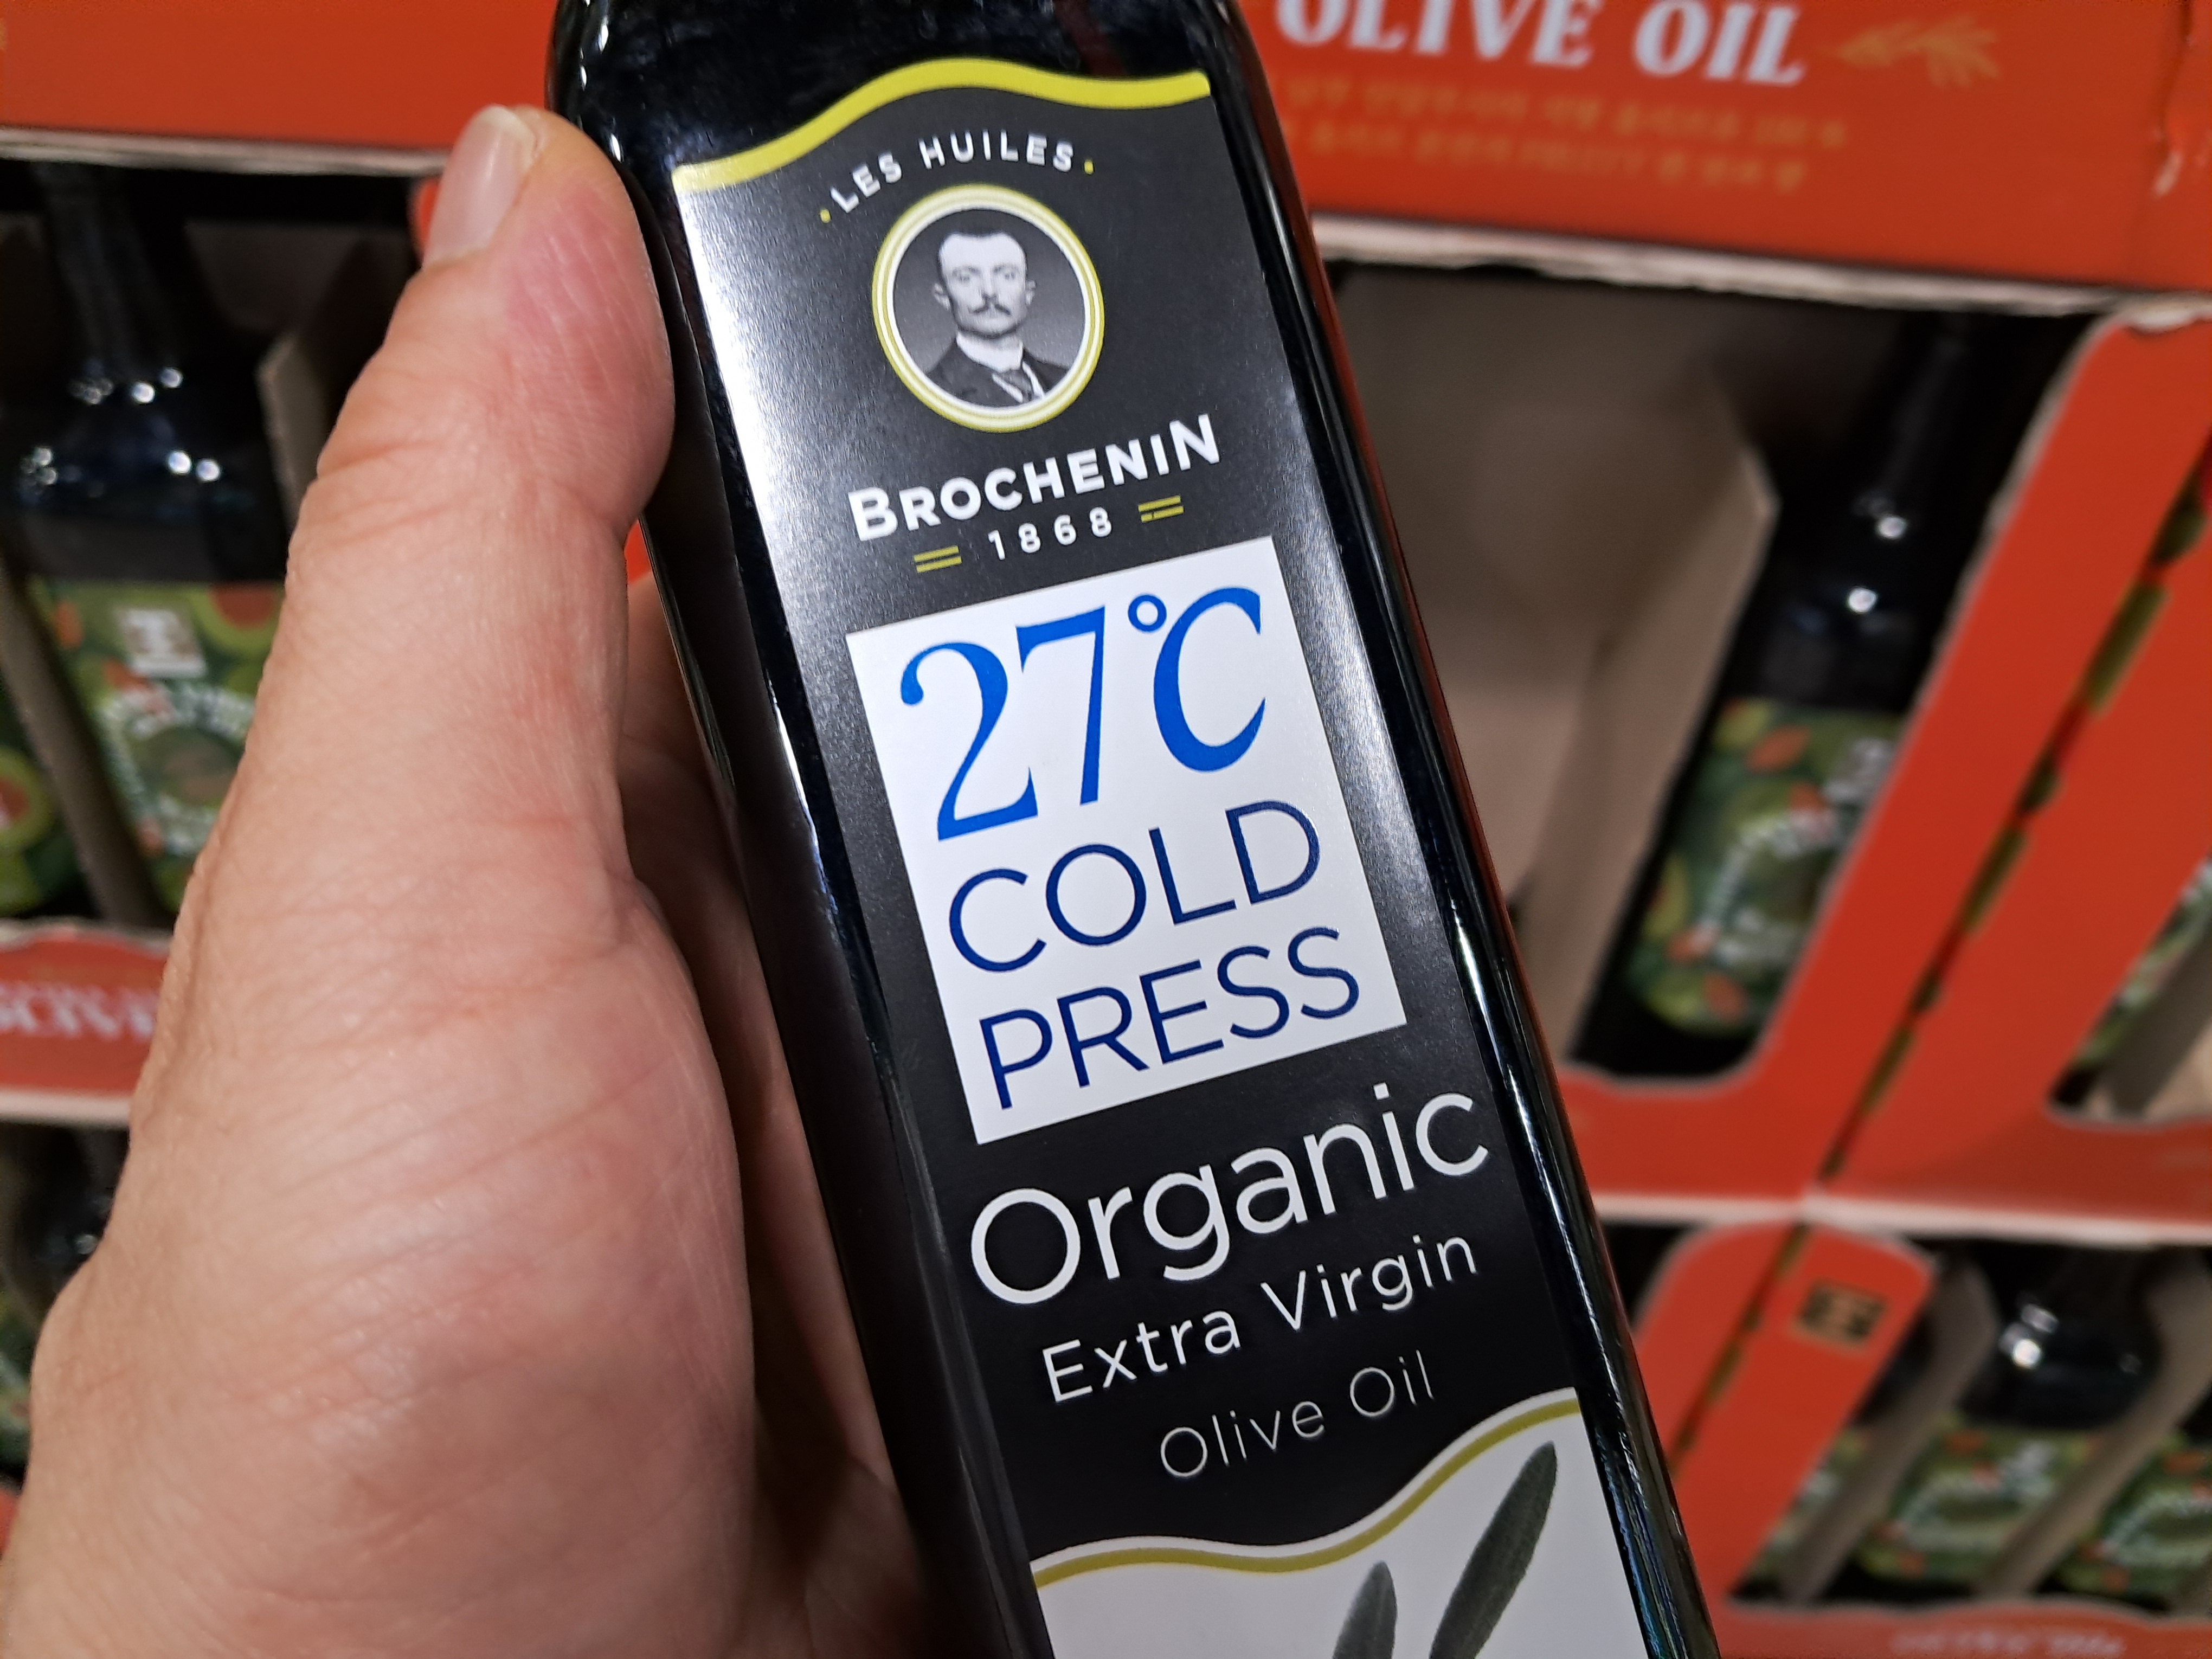 OLIVE OIL
·LES HUILES·
BROCHENIN
1868
27°C
COLD
PRESS
Organic
Extra Virgin
Olive Oil